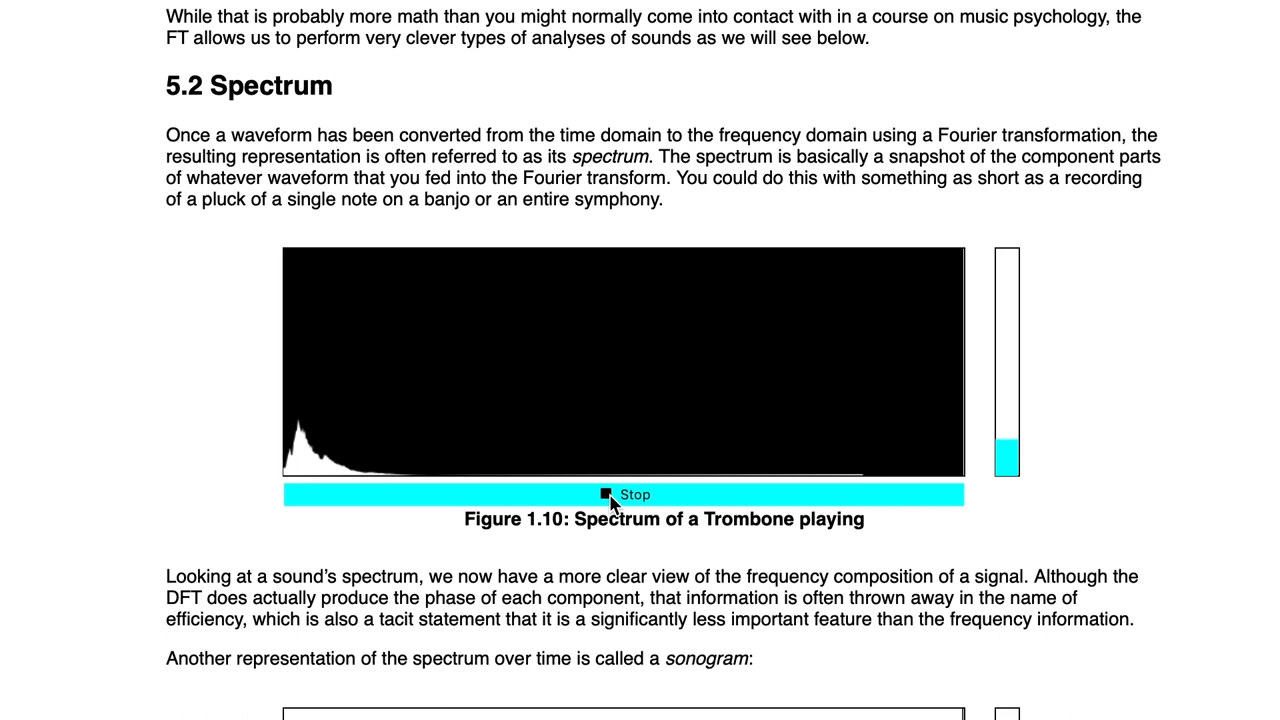 While that is probably more math than you might normally come into contact with in a course on music psychology, the
FT allows us to perform very clever types of analyses of sounds as we will see below.
5.2 Spectrum
Once a waveform has been converted from the time domain to the frequency domain using a Fourier transformation, the
resulting representation is often referred to as its spectrum. The spectrum is basically a snapshot of the component parts
of whatever waveform that you fed into the Fourier transform. You could do this with something as short as a recording
of a pluck of a single note on a banjo or an entire symphony.
Stop
Figure 1.10: Spectrum of a Trombone playing
Looking at a sound’s spectrum, we now have a more clear view of the frequency composition of a signal. Although the
DFT does actually produce the phase of each component, that information is often thrown away in the name of
efficiency, which is also a tacit statement that it is a significantly less important feature than the frequency information.
Another representation of the spectrum over time is called a sonogram: